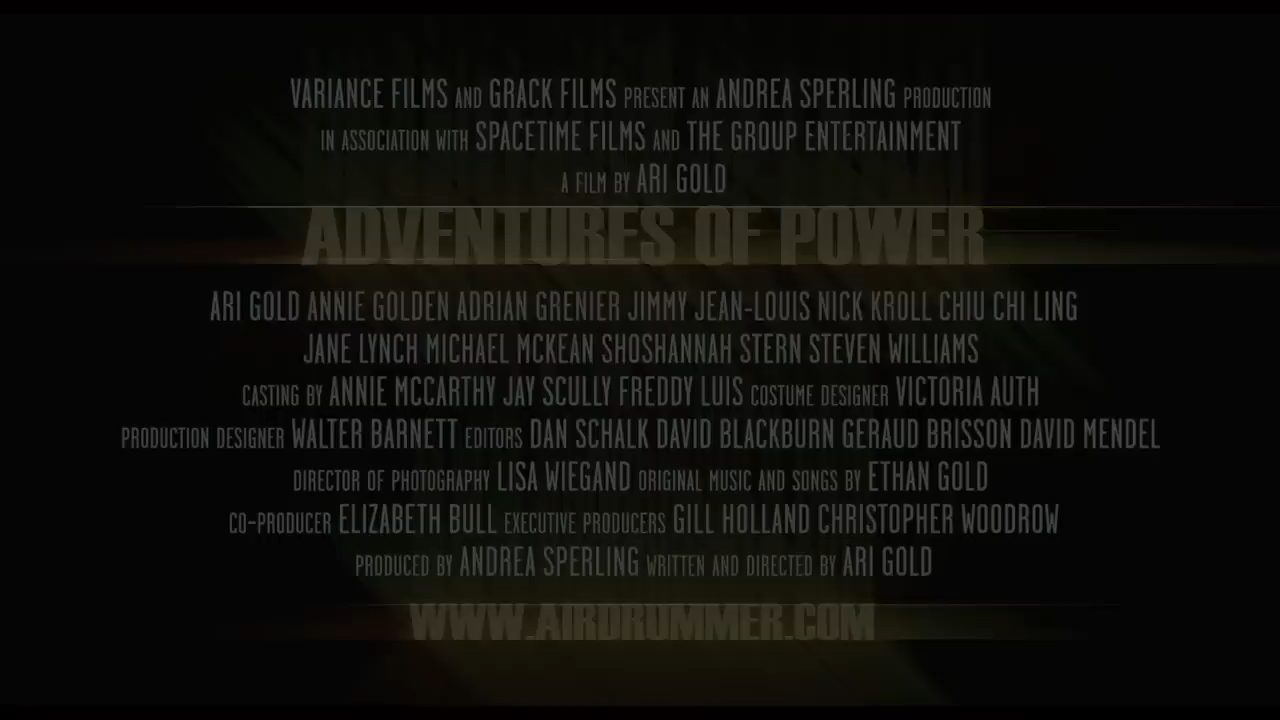 VARIANCE FILMS AND GRACK FILMS PRESENT AN ANDREA SPERLING PRODUCTION
IN ASSOCIATION WITH SPACETIME FILMS AND THE GROUP ENTERTAINMENT
A FILM BY ARI GOLD
ADVENTURES OF POWER
ARI GOLD ANNIE GOLDEN ADRIAN GRENIER JIMMY JEAN-LOUIS NICK KROLL CHIU CHI LING
JANE LYNCH MICHAEL MCKEAN SHOSHANNAH STERN STEVEN WILLIAMS
CASTING BY ANNIE MCCARTHY JAY SCULLY FREDDY LUIS COSTUME DESIGNER VICTORIA AUTH
PRODUCTION DESIGNER WALTER BARNETT EDITORS DAN SCHALK DAVID BLACKBURN GERAUD BRISSON DAVID MENDEL
DIRECTOR OF PHOTOGRAPHY LISA WIEGAND ORIGINAL MUSIC AND SONGS BY ETHAN GOLD
CO-PRODUCER ELIZABETH BULL EXECUTIVE PRODUCERS GILL HOLLAND CHRISTOPHER WOODROW
PRODUCED BY ANDREA SPERLING WRITTEN AND DIRECTED BY ARI GOLD
WWW.AIRDRUMMER.COM